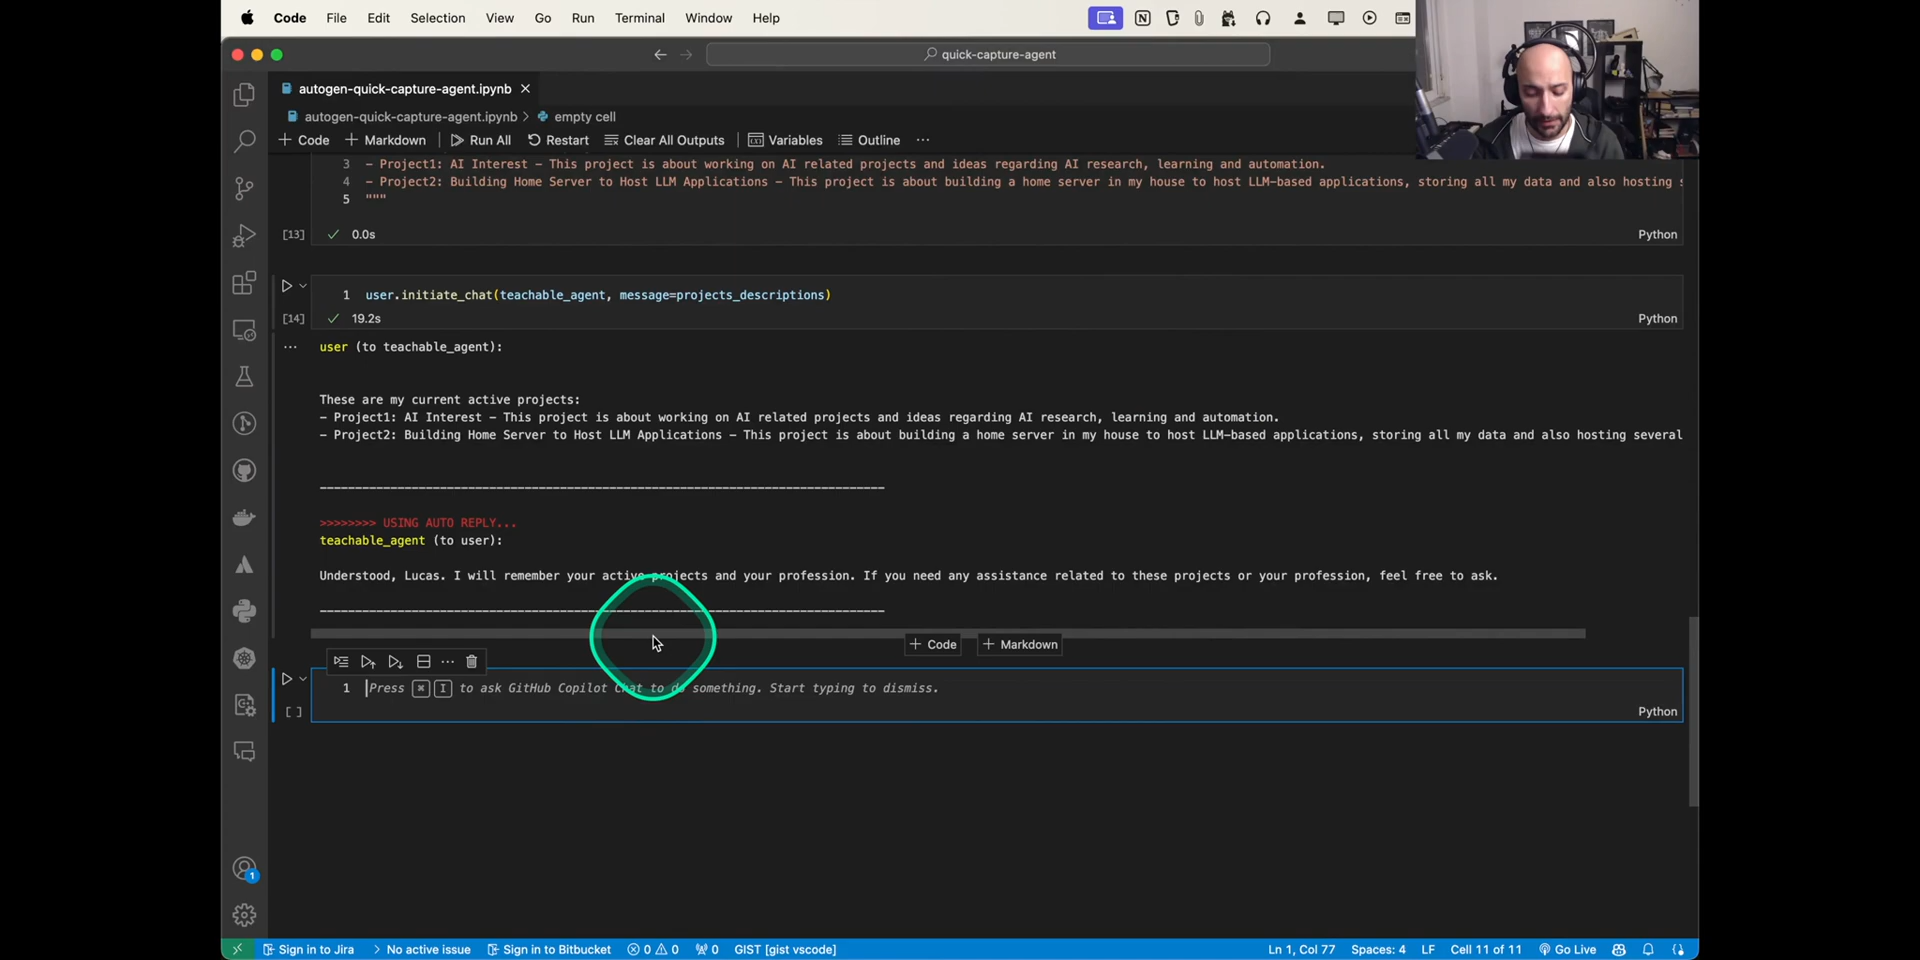 Code File Edit Selection View Go Run Terminal Window Help
quick-capture-agent
autogen-quick-capture-agent.ipynb
autogen-quick-capture-agent.ipynb > empty cell
+ Code + Markdown Run All Restart Clear All Outputs Variables Outline ...
3 - Project1: AI Interest - This project is about working on AI related projects and ideas regarding AI research, learning and automation.
4 - Project2: Building Home Server to Host LLM Applications - This project is about building a home server in my house to host LLM-based applications, storing all my data and also hosting s
5 """
[13] 0.0s Python
1 user.initiate_chat(teachable_agent, message=projects_descriptions)
[14] 19.2s Python
... user (to teachable_agent):
These are my current active projects:
- Project1: AI Interest - This project is about working on AI related projects and ideas regarding AI research, learning and automation.
- Project2: Building Home Server to Host LLM Applications - This project is about building a home server in my house to host LLM-based applications, storing all my data and also hosting several
--------------------------------------------------------------------------------
>>>>>>>> USING AUTO REPLY...
teachable_agent (to user):
Understood, Lucas. I will remember your active projects and your profession. If you need any assistance related to these projects or your profession, feel free to ask.
--------------------------------------------------------------------------------
+ Code + Markdown
...
1 Press ⌘ I to ask GitHub Copilot Chat to do something. Start typing to dismiss.
[ ] Python
1
Sign in to Jira > No active issue Sign in to Bitbucket 0 0 0 GIST [gist vscode] Ln 1, Col 77 Spaces: 4 LF Cell 11 of 11 Go Live